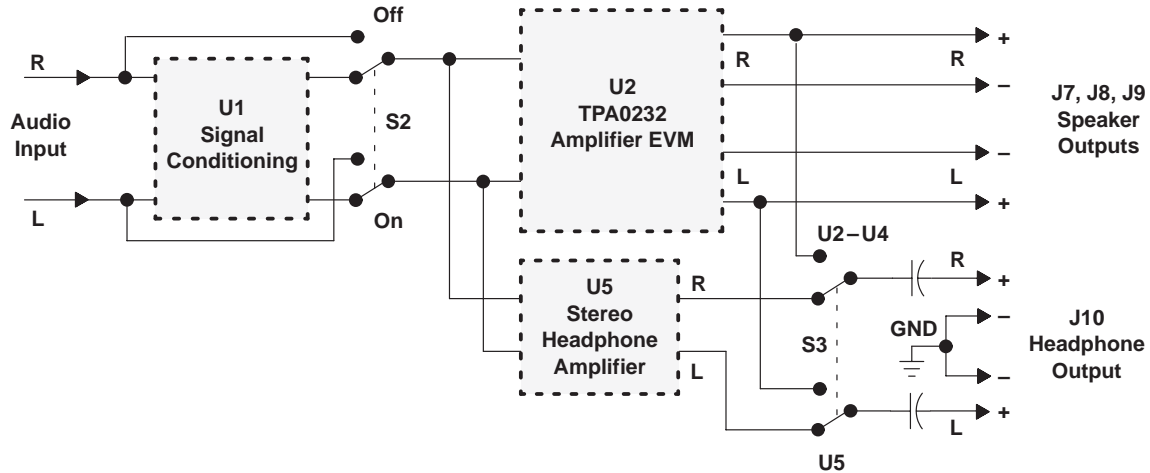 Off
R
Audio
Input
L
U1
Signal
Conditioning
S2
On
U2
TPA0232
Amplifier EVM
R
L
R
+
–
–
L
+
J7, J8, J9
Speaker
Outputs
U5
Stereo
Headphone
Amplifier
R
L
U2–U4
S3
U5
GND
R
+
–
–
+
L
J10
Headphone
Output